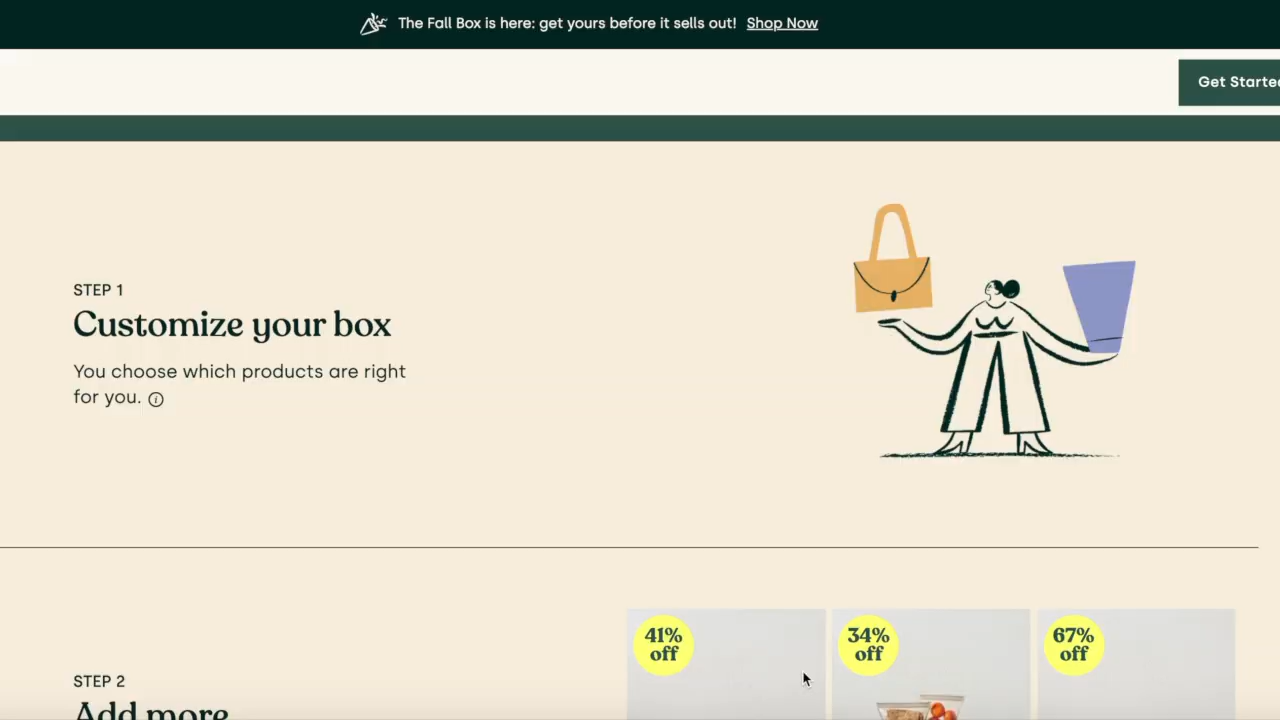 The Fall Box is here: get yours before it sells out! Shop Now
Get Started
STEP 1
Customize your box
You choose which products are right
for you.
41%
off
34%
off
67%
off
STEP 2
Add more